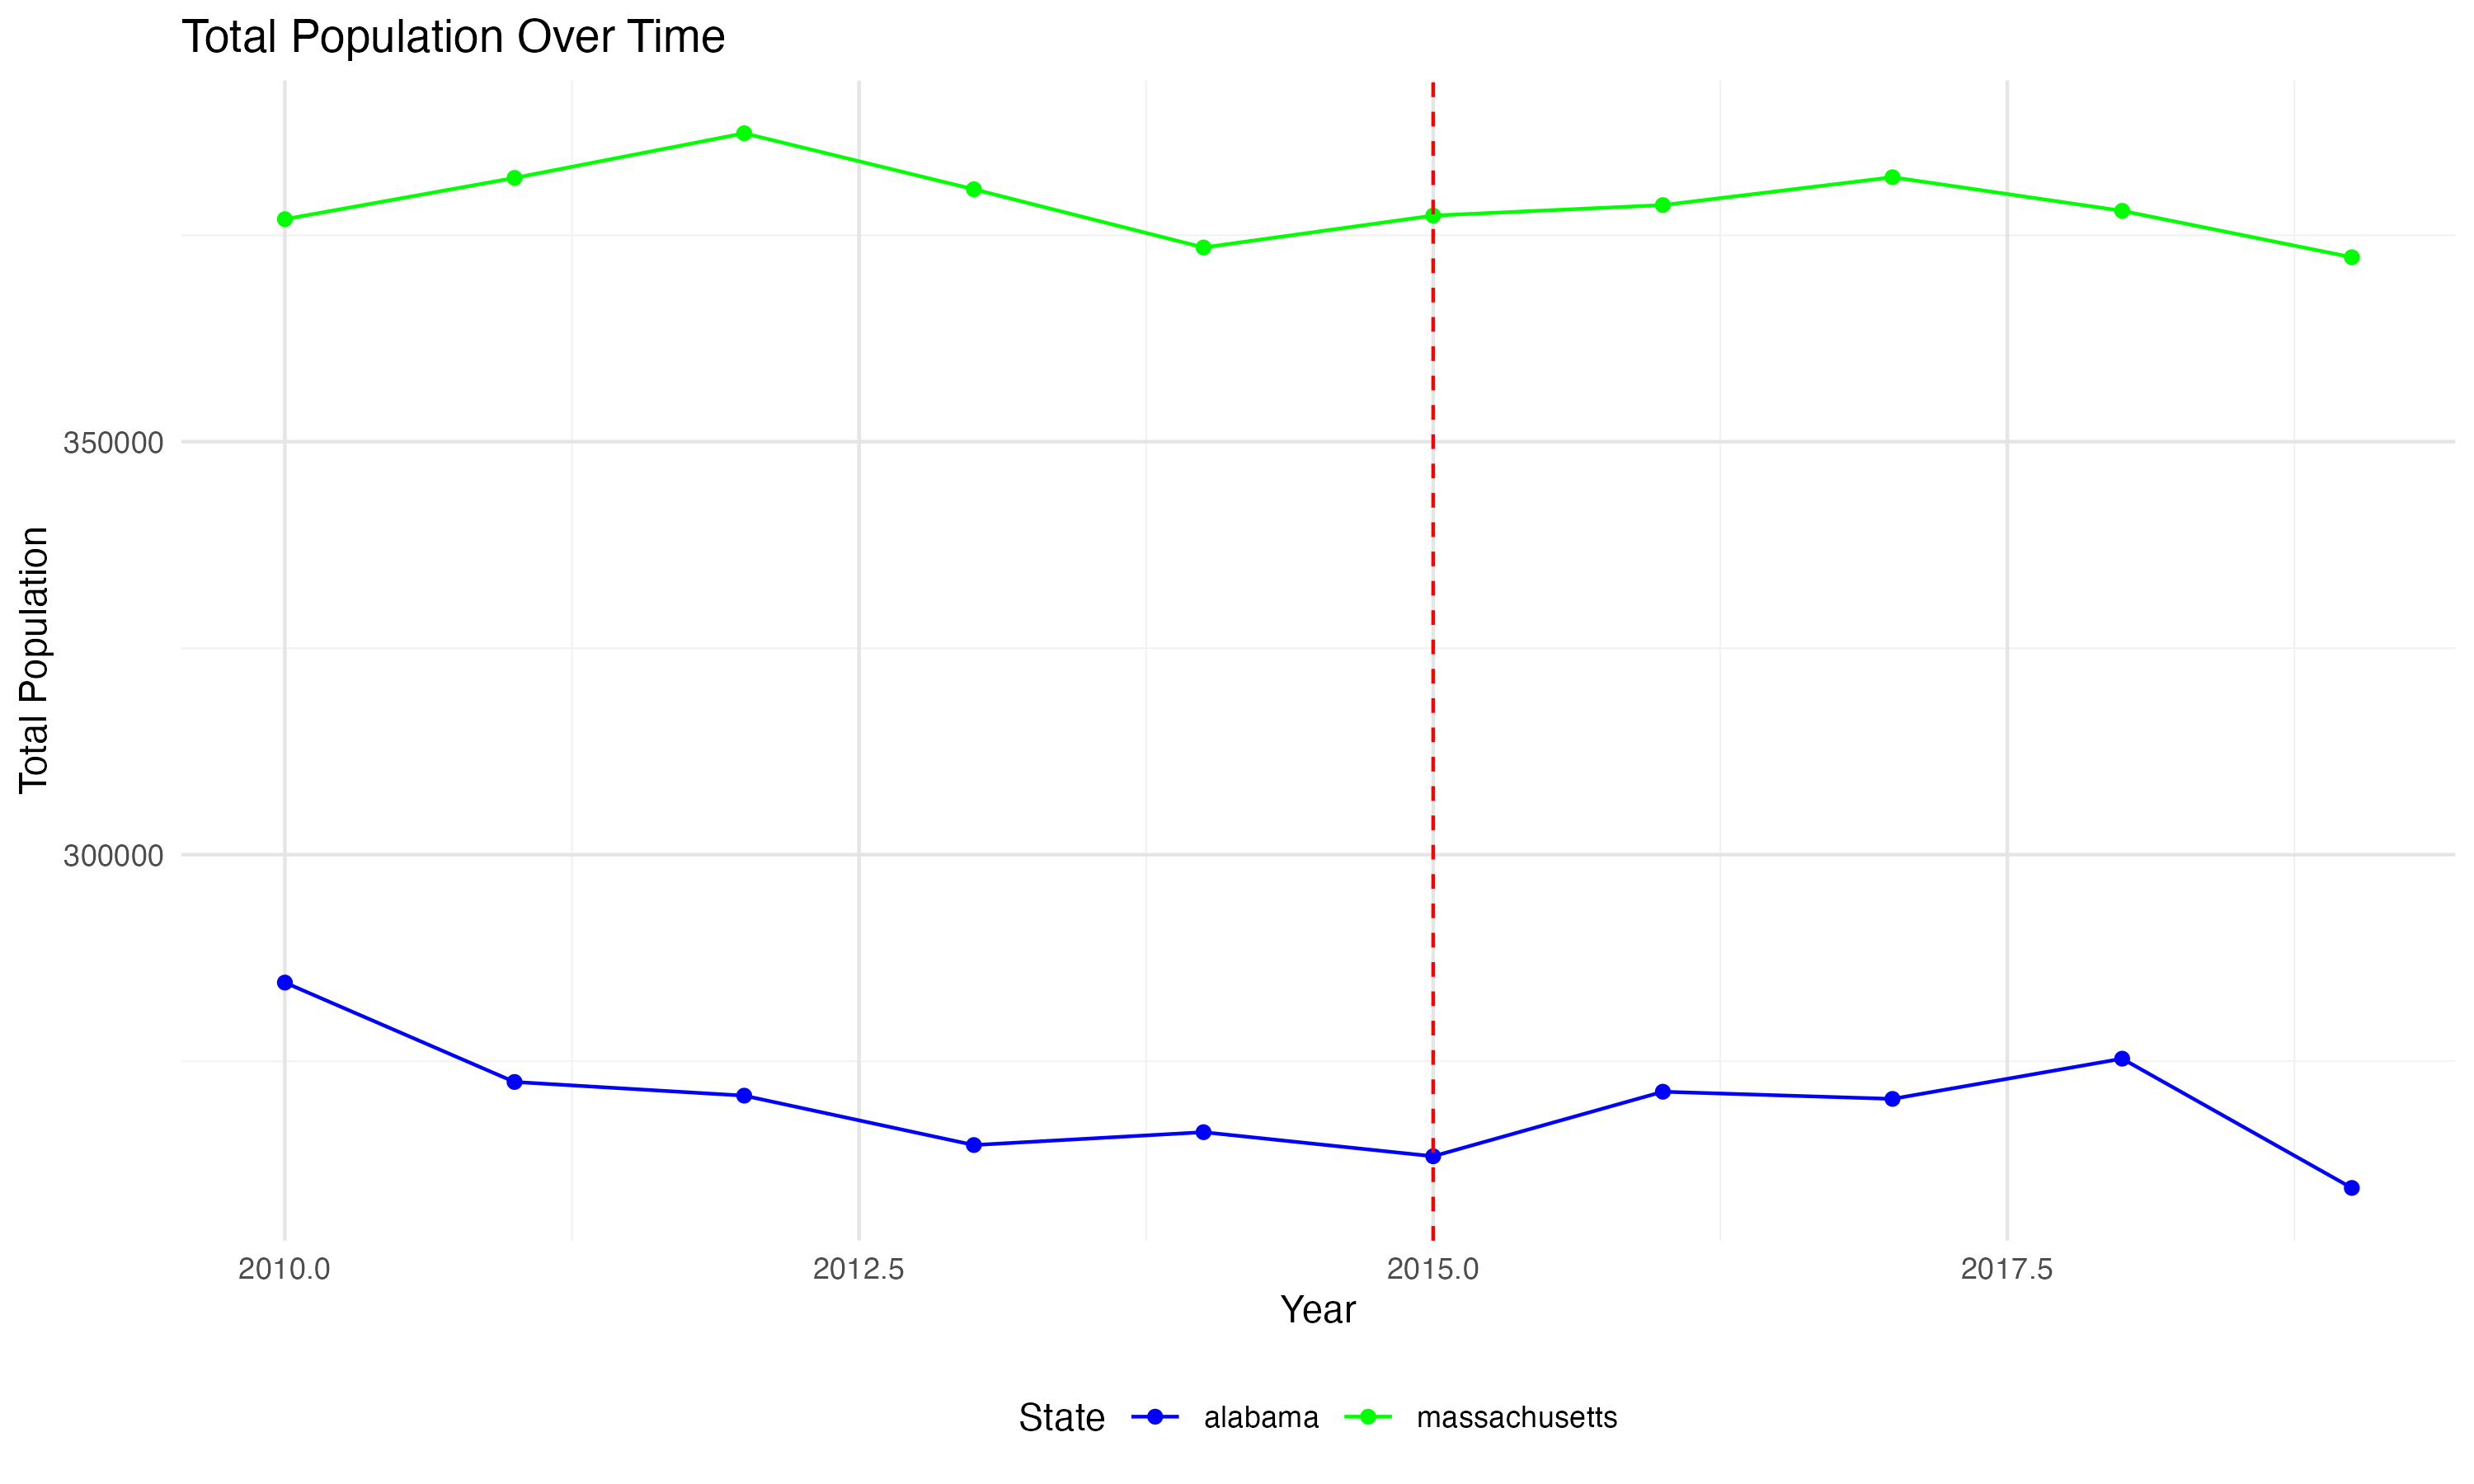 Total Population Over Time
Total Population
350000
300000
2010.0 2012.5 2015.0 2017.5
Year
State alabama massachusetts